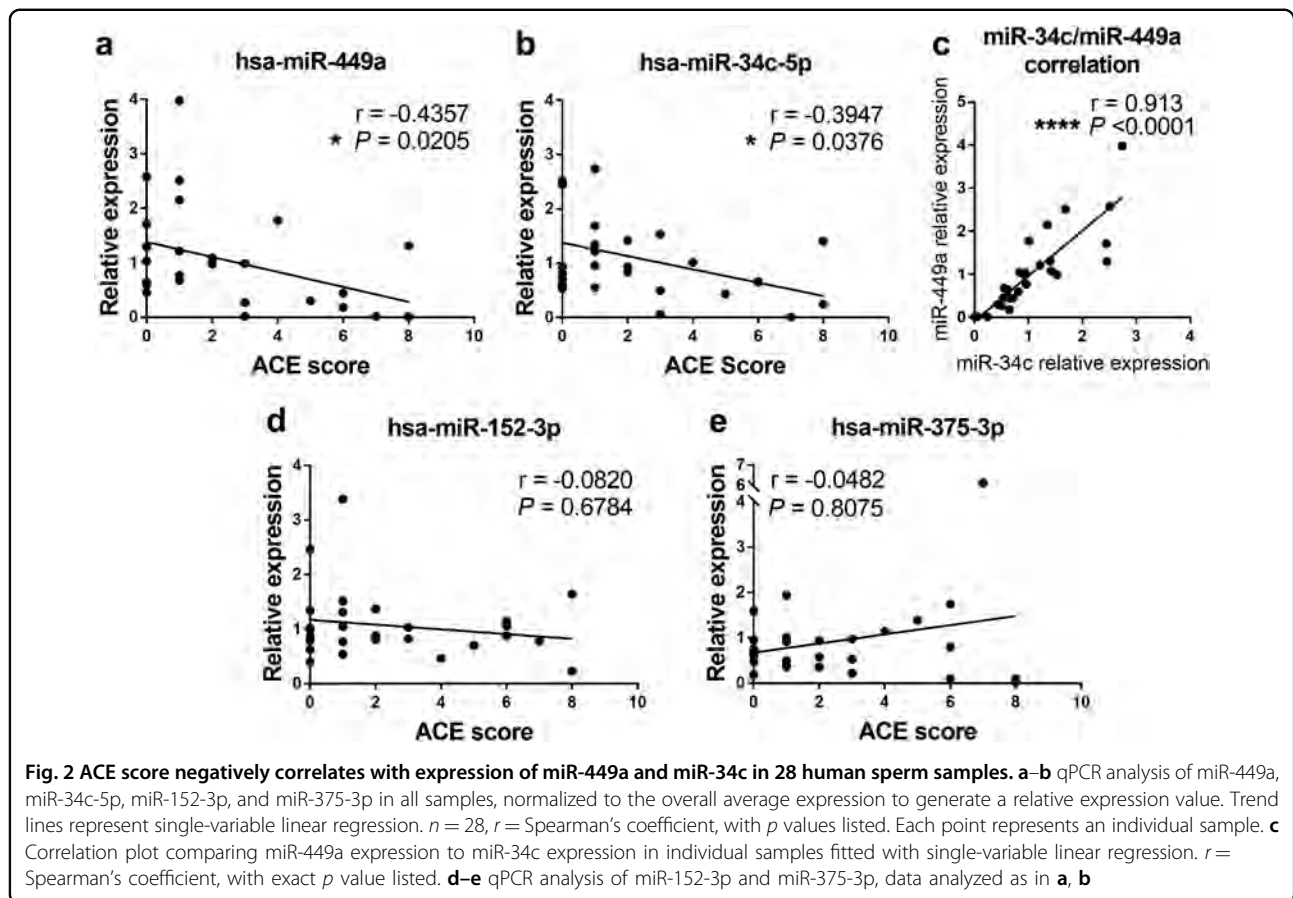 a
hsa-miR-449a
r = -0.4357
* P = 0.0205
Relative expression
4
3
2
1
0
0 2 4 6 8 10
ACE score
b
hsa-miR-34c-5p
r = -0.3947
* P = 0.0376
Relative expression
4
3
2
1
0
0 2 4 6 8 10
ACE Score
c
miR-34c/miR-449a
correlation
r = 0.913
**** P <0.0001
miR-449a relative expression
5
4
3
2
1
0
0 1 2 3 4
miR-34c relative expression
d
hsa-miR-152-3p
r = -0.0820
P = 0.6784
Relative expression
4
3
2
1
0
0 2 4 6 8 10
ACE score
e
hsa-miR-375-3p
r = -0.0482
P = 0.8075
Relative expression
7
6
4
3
2
1
0
0 2 4 6 8 10
ACE score
Fig. 2 ACE score negatively correlates with expression of miR-449a and miR-34c in 28 human sperm samples. a–b qPCR analysis of miR-449a,
miR-34c-5p, miR-152-3p, and miR-375-3p in all samples, normalized to the overall average expression to generate a relative expression value. Trend
lines represent single-variable linear regression. n = 28, r = Spearman's coefficient, with p values listed. Each point represents an individual sample. c
Correlation plot comparing miR-449a expression to miR-34c expression in individual samples fitted with single-variable linear regression. r =
Spearman's coefficient, with exact p value listed. d–e qPCR analysis of miR-152-3p and miR-375-3p, data analyzed as in a, b